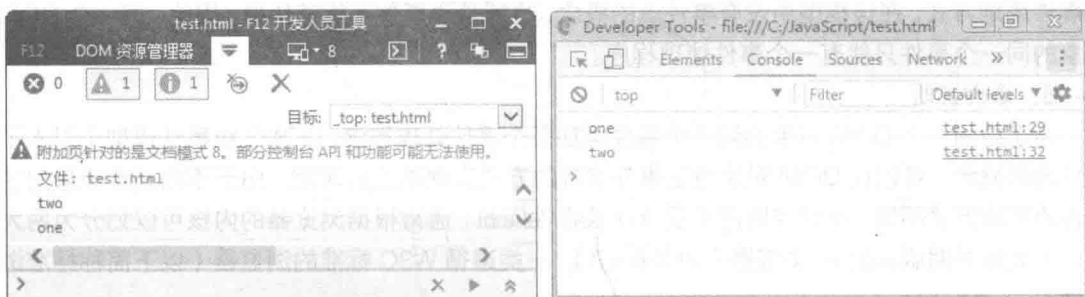 test.html - F12 开发人员工具
F12 DOM 资源管理器 8 ?
0 1 1
目标: _top: test.html
附加页针对的是文档模式 8。部分控制台 API 和功能可能无法使用。
文件: test.html
two
one
>
Developer Tools - file:///C:/JavaScript/test.html
Elements Console Sources Network »
top Filter Default levels
one test.html:29
two test.html:32
>